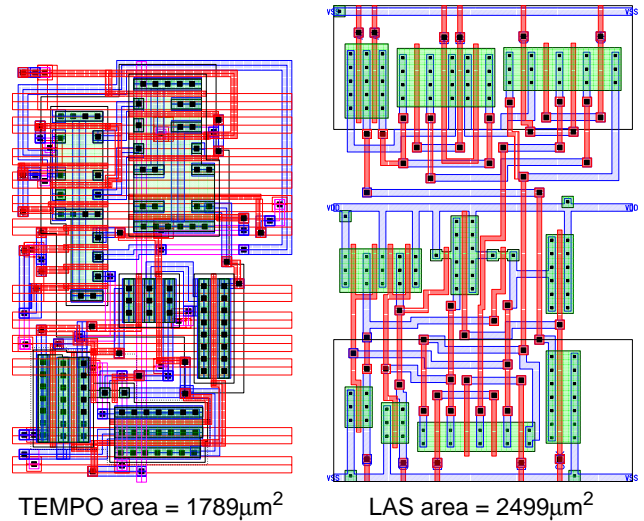 VSS VSS
VDD VDD
VSS VSS
TEMPO area = 1789μm²
LAS area = 2499μm²